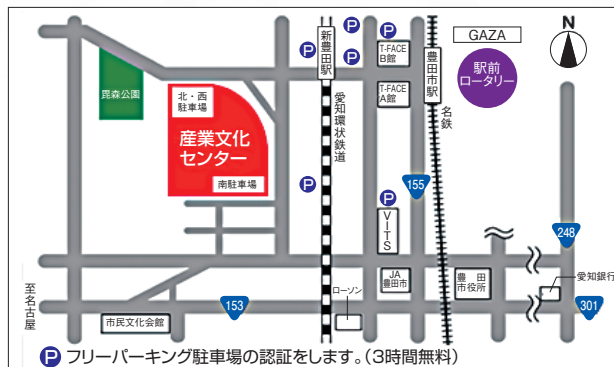 GAZA
N
新豊田駅
P
P
P
P
T-FACE
B館
豊田市駅
駅前
ロータリー
毘森公園
北・西
駐車場
T-FACE
A館
愛知環状鉄道
名鉄
産業文化
センター
南駐車場
P
155
P
VITS
248
JA
豊田市
豊田
市役所
愛知銀行
至名古屋
153
ローソン
301
市民文化会館
P フリーパーキング駐車場の認証をします。(3時間無料)